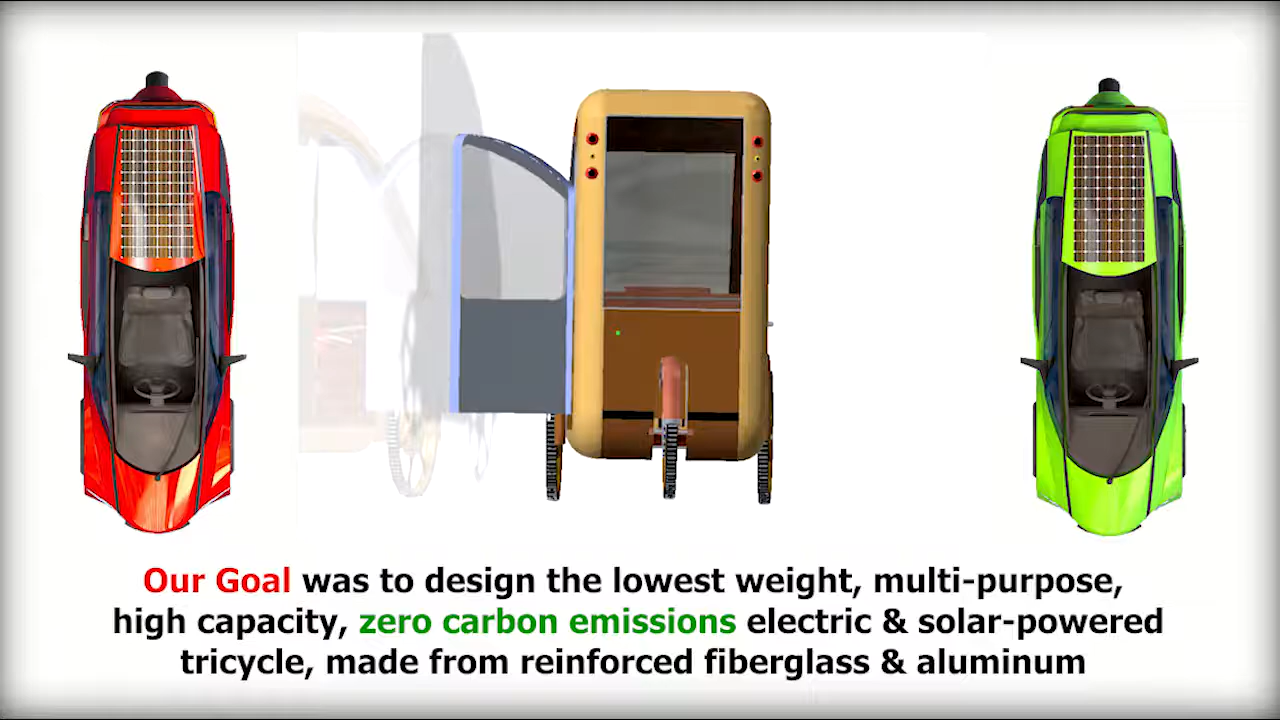 Our Goal was to design the lowest weight, multi-purpose,
high capacity, zero carbon emissions electric & solar-powered
tricycle, made from reinforced fiberglass & aluminum